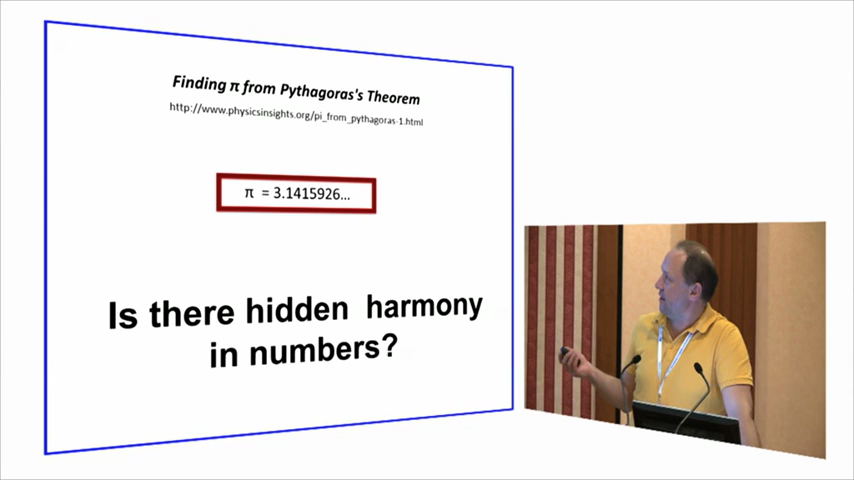 Finding π from Pythagoras's Theorem
http://www.physicsinsights.org/pi_from_pythagoras-1.html
π = 3.1415926...
Is there hidden harmony
in numbers?